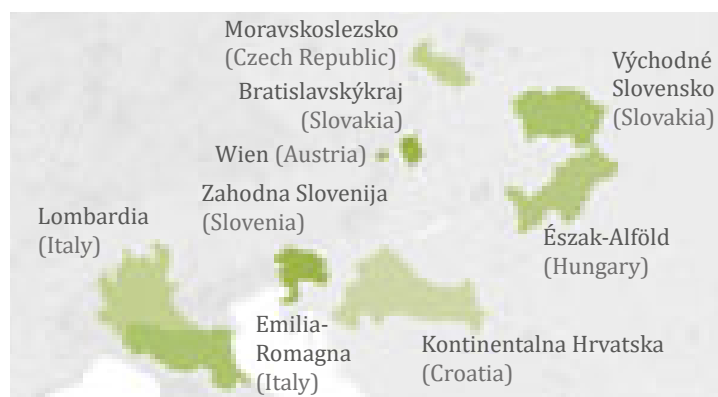 Moravskoslezsko
(Czech Republic)
Východné
Slovensko
(Slovakia)
Bratislavskýkraj
(Slovakia)
Wien (Austria)
Zahodna Slovenija
(Slovenia)
Lombardia
(Italy)
Észak-Alföld
(Hungary)
Emilia-
Romagna
(Italy)
Kontinentalna Hrvatska
(Croatia)